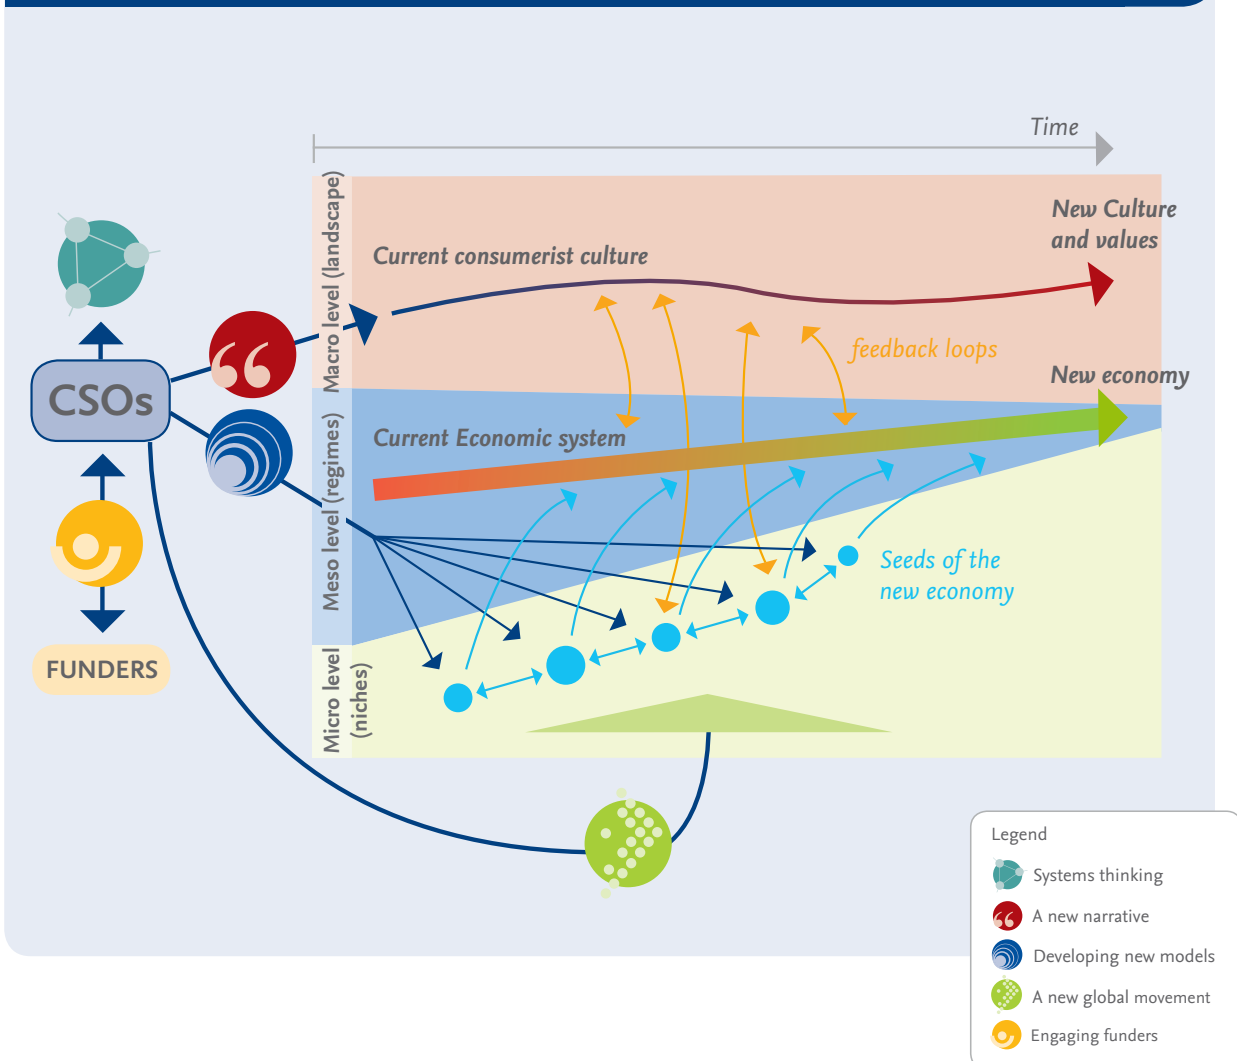 Time
Macro level (landscape)
New Culture
and values
Current consumerist culture
feedback loops
CSOs
New economy
Meso level (regimes)
Current Economic system
Seeds of the
new economy
FUNDERS
Micro level
(niches)
Legend
Systems thinking
A new narrative
Developing new models
A new global movement
Engaging funders